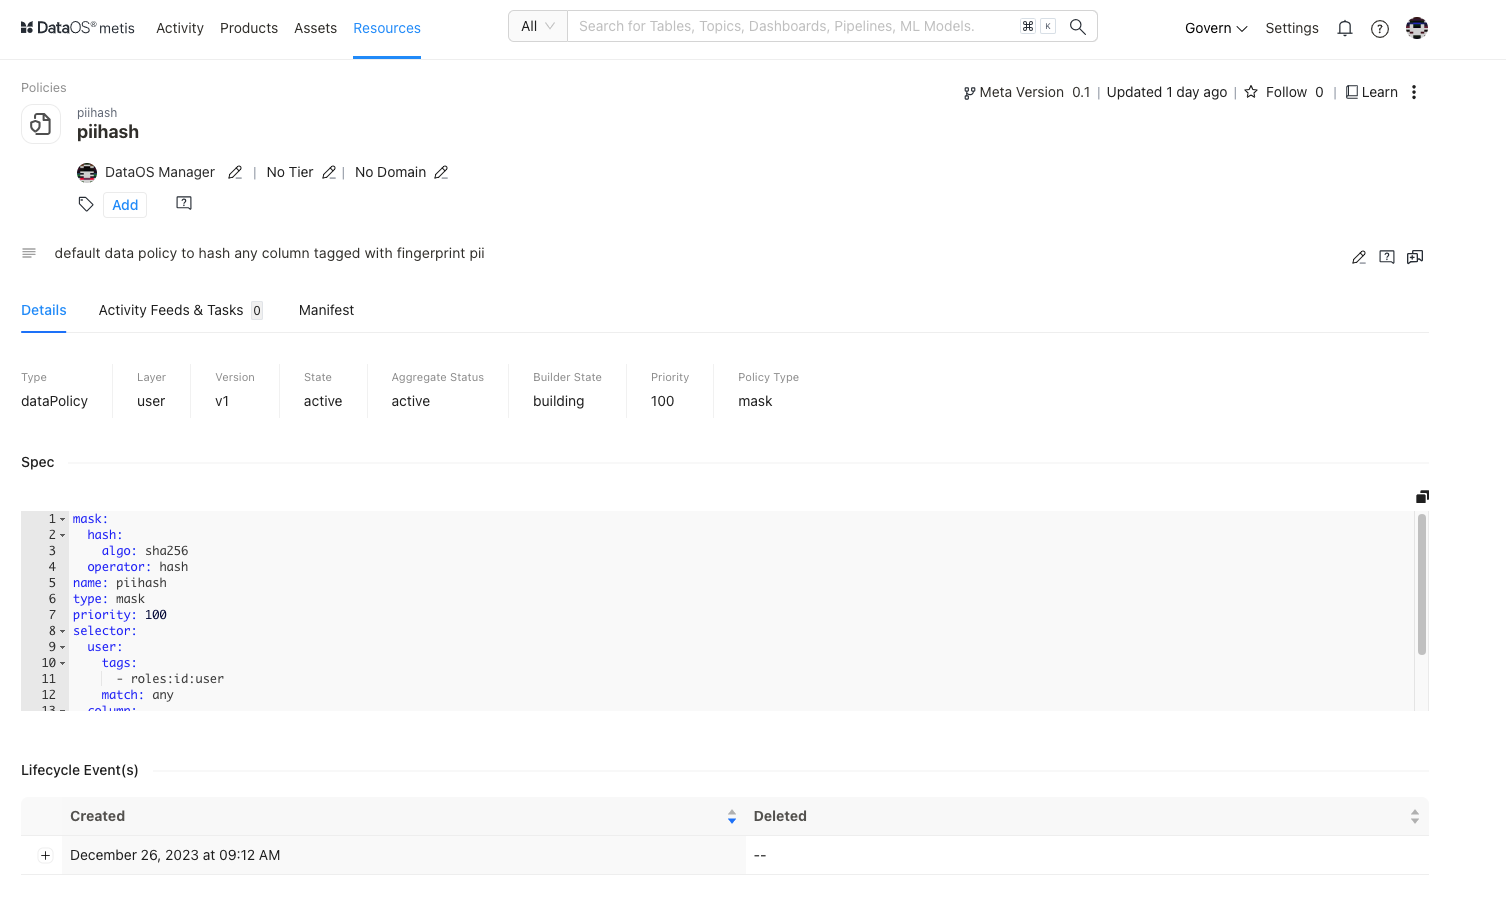 DataOS® metis Activity Products Assets Resources All Search for Tables, Topics, Dashboards, Pipelines, ML Models. ⌘ K Govern Settings
Policies
Meta Version 0.1 | Updated 1 day ago | Follow 0 | Learn
piihash
piihash
DataOS Manager | No Tier | No Domain
Add
default data policy to hash any column tagged with fingerprint pii
Details Activity Feeds & Tasks 0 Manifest
Type Layer Version State Aggregate Status Builder State Priority Policy Type
dataPolicy user v1 active active building 100 mask
Spec
1 mask:
2 hash:
3 algo: sha256
4 operator: hash
5 name: piihash
6 type: mask
7 priority: 100
8 selector:
9 user:
10 tags:
11 - roles:id:user
12 match: any
13 column:
Lifecycle Event(s)
Created Deleted
December 26, 2023 at 09:12 AM --